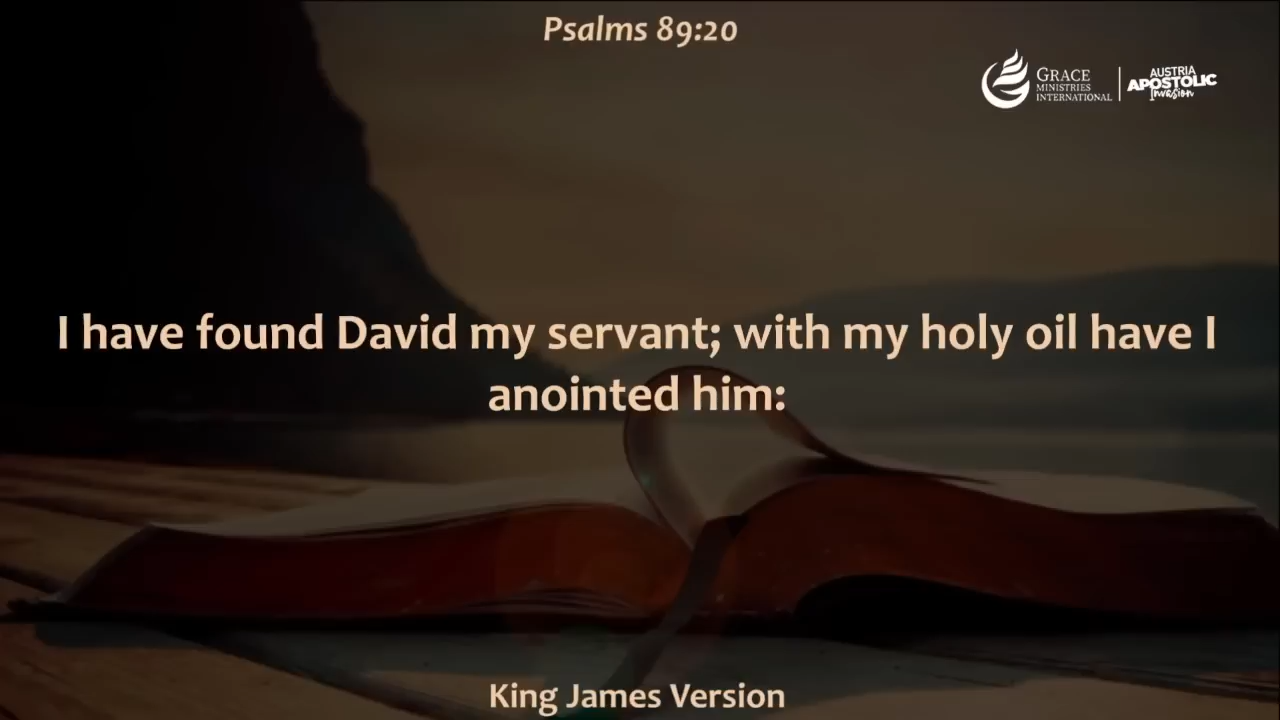 Psalms 89:20
GRACE
MINISTRIES
INTERNATIONAL
AUSTRIA
APOSTOLIC
Invasion
I have found David my servant; with my holy oil have I
anointed him:
King James Version